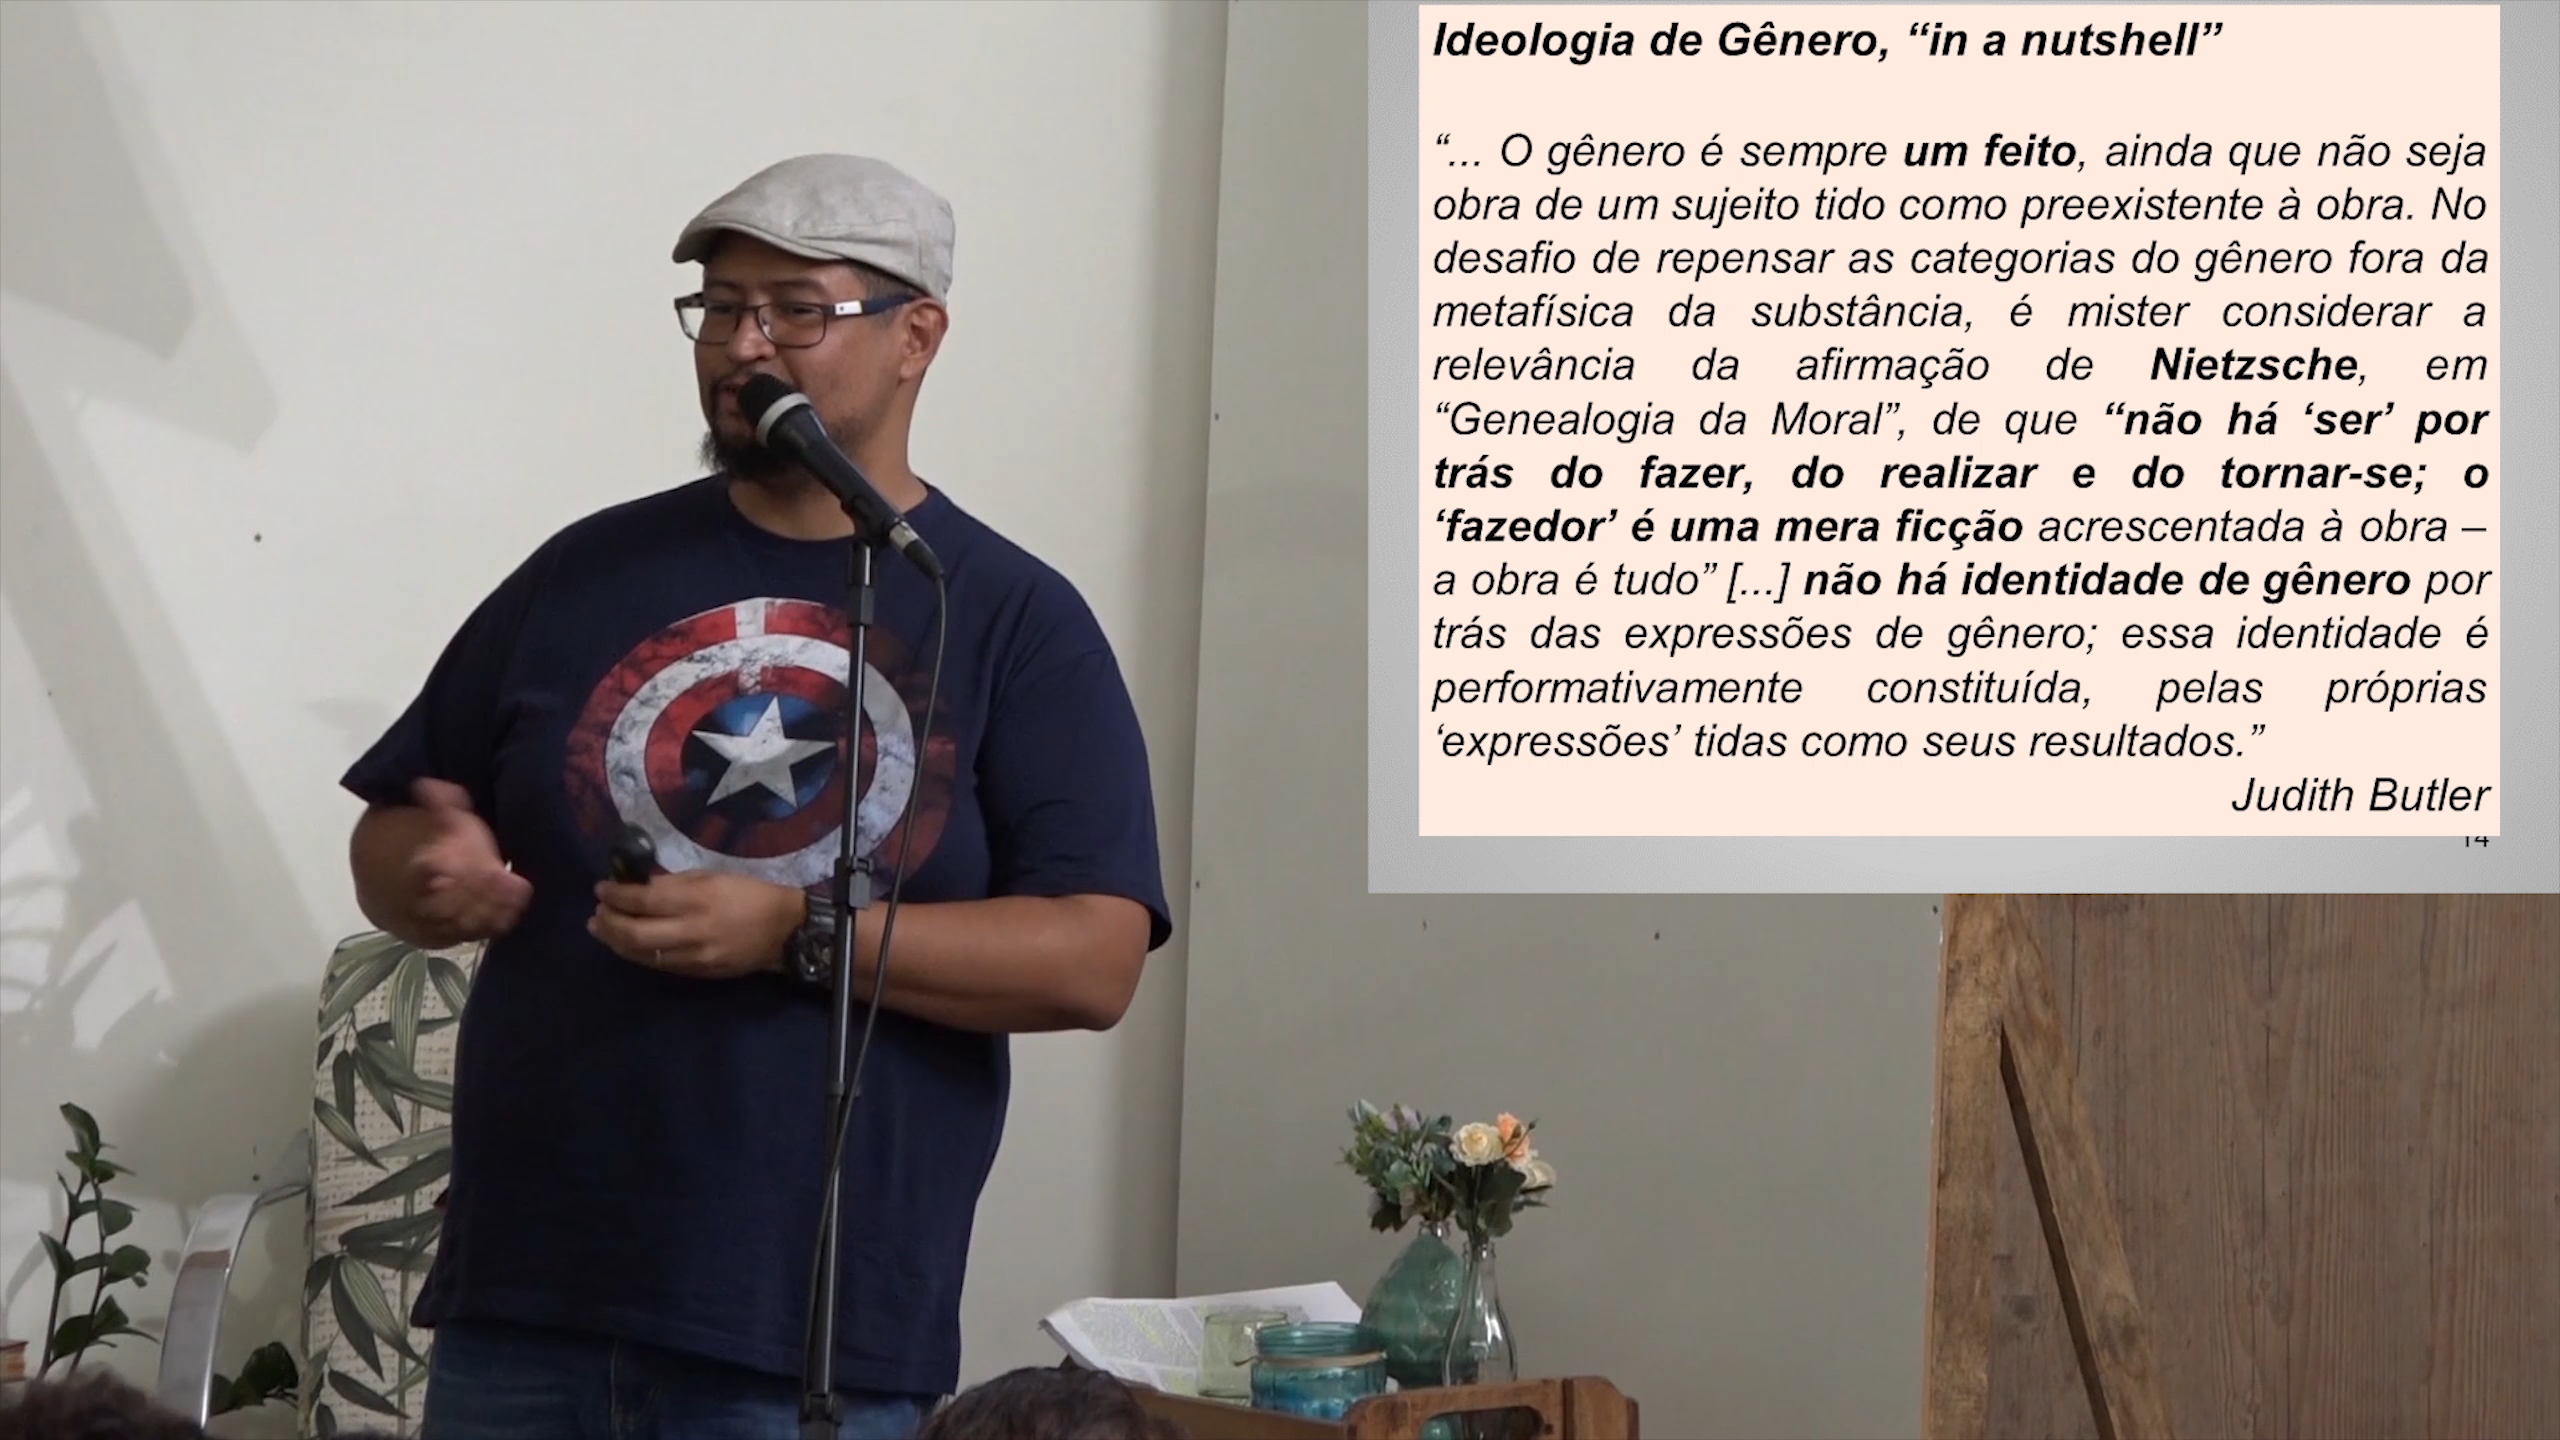 Ideologia de Gênero, “in a nutshell”
“... O gênero é sempre um feito, ainda que não seja
obra de um sujeito tido como preexistente à obra. No
desafio de repensar as categorias do gênero fora da
metafísica da substância, é mister considerar a
relevância da afirmação de Nietzsche, em
“Genealogia da Moral”, de que “não há ‘ser’ por
trás do fazer, do realizar e do tornar-se; o
‘fazedor’ é uma mera ficção acrescentada à obra –
a obra é tudo” [...] não há identidade de gênero por
trás das expressões de gênero; essa identidade é
performativamente constituída, pelas próprias
‘expressões’ tidas como seus resultados.”
Judith Butler
14